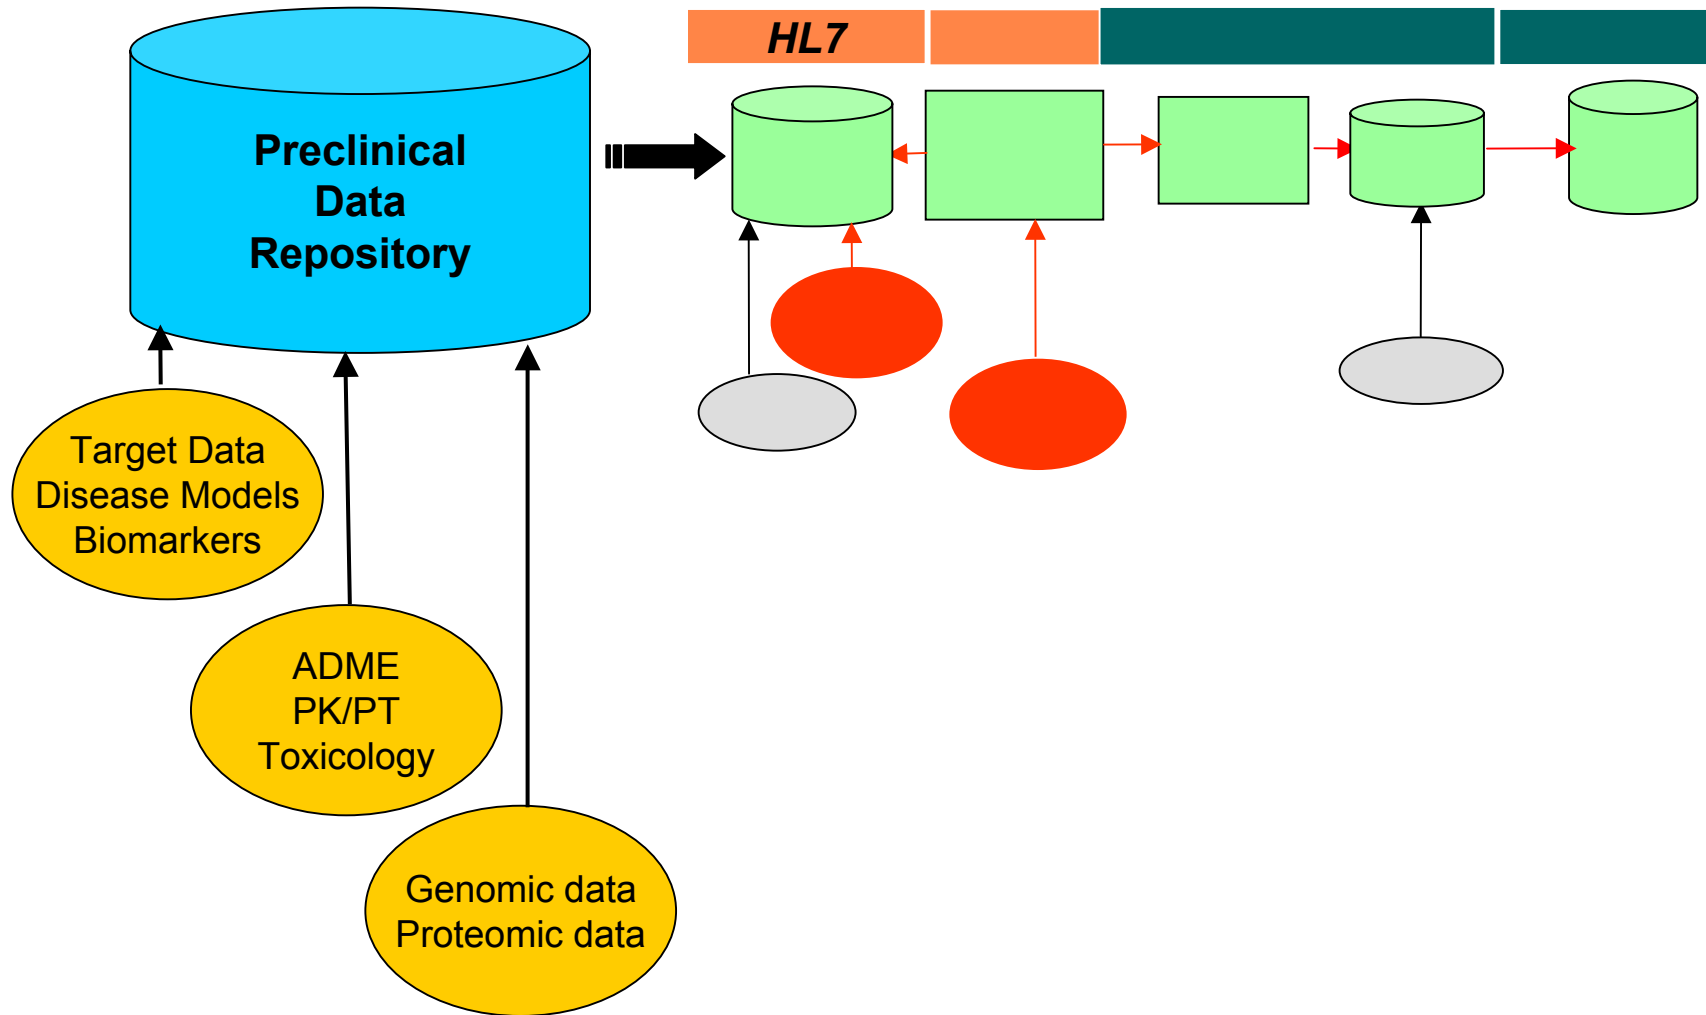 HL7
Preclinical
Data
Repository
Target Data
Disease Models
Biomarkers
ADME
PK/PT
Toxicology
Genomic data
Proteomic data